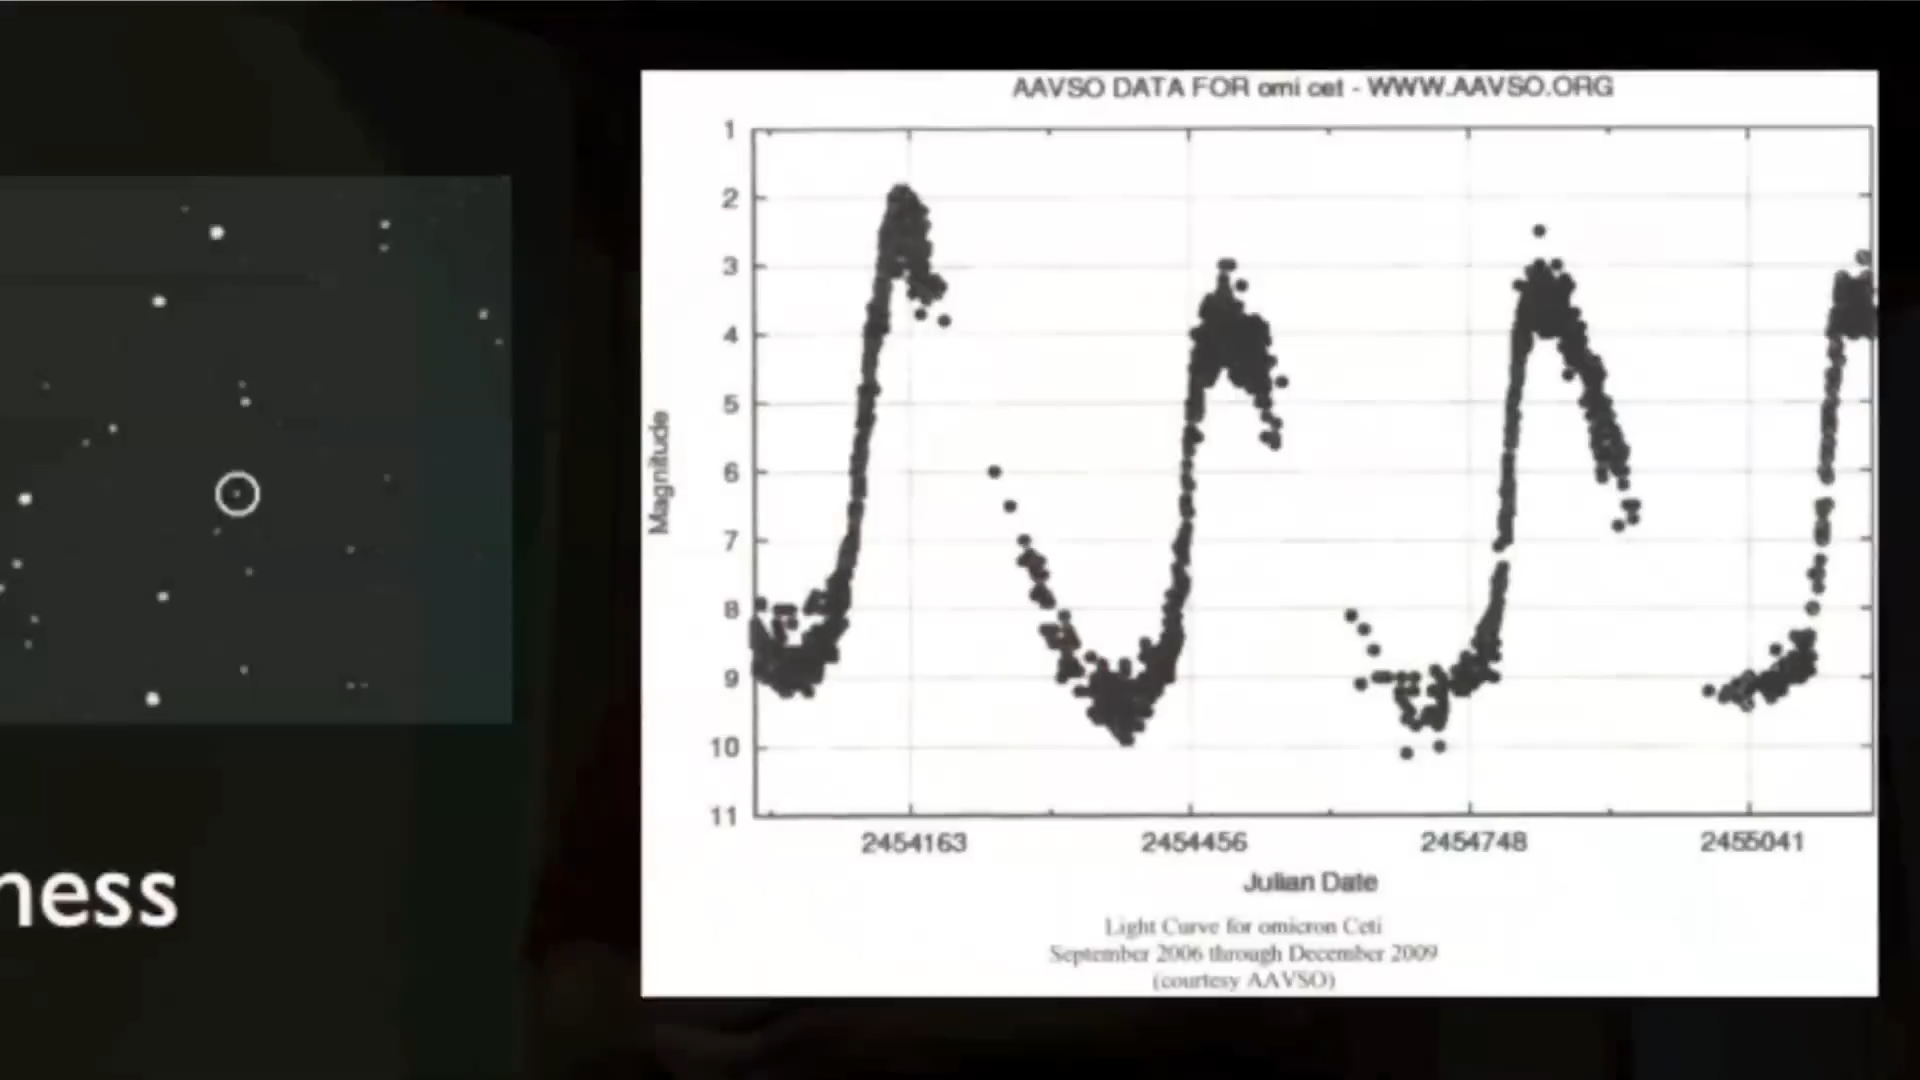 AAVSO DATA FOR omi cet - WWW.AAVSO.ORG
1
2
3
4
5
6
7
8
9
10
11
Magnitude
2454163 2454456 2454748 2455041
Julian Date
Light Curve for omicron Ceti
September 2006 through December 2009
(courtesy AAVSO)
ness